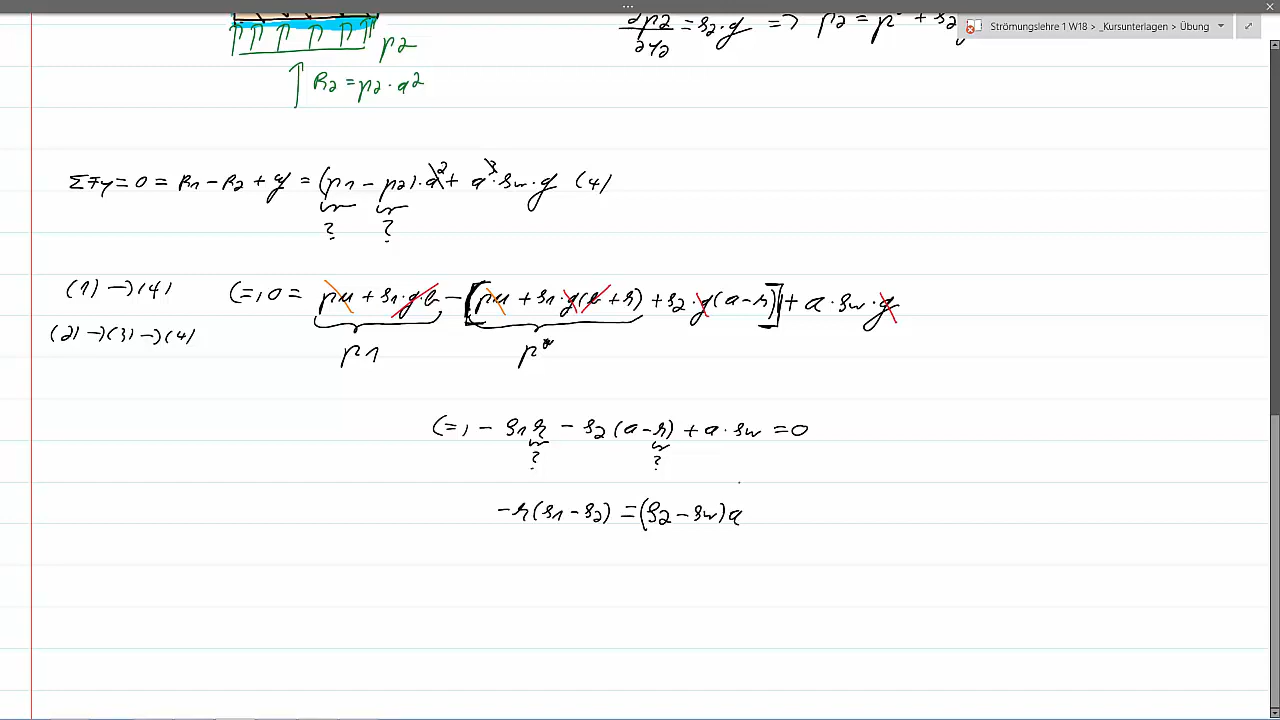 Strömungslehre 1 W18 > _Kursunterlagen > Übung
∂p2/∂y2 = ρ2·g => p2 = p* + ρ2
p2
R2 = p2·a²
ΣFy = 0 = R1 − R2 + G = (p1 − p2)·a² + a³·ρw·g (4)
? ?
(1) → (4) (=) 0 = pu + ρ1·g·b − [pu + ρ1·g(b + x) + ρ2·g(a−x)] + a·ρw·g
(2) → (3) → (4)
p1 p*
(=) − ρ1x − ρ2(a−x) + a·ρw = 0
? ?
−x(ρ1−ρ2) = (ρ2−ρw)a